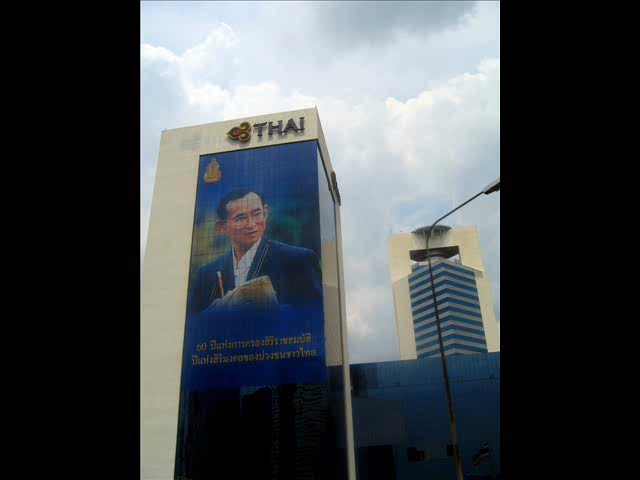 THAI
๖๐ ปีแห่งการครองสิริราชสมบัติ
ปีแห่งสิริมงคลของปวงชนชาวไทย